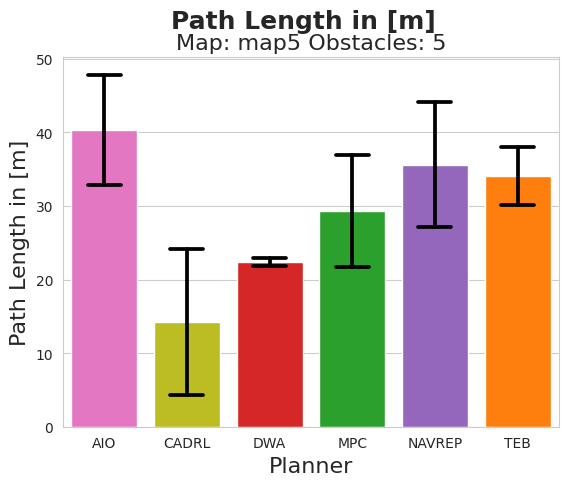 Path Length in [m]
Map: map5 Obstacles: 5
Path Length in [m]
50
40
30
20
10
0
AIO CADRL DWA MPC NAVREP TEB
Planner